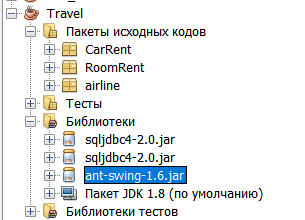 Travel
Пакеты исходных кодов
CarRent
RoomRent
airline
Тесты
Библиотеки
sqljdbc4-2.0.jar
sqljdbc4-2.0.jar
ant-swing-1.6.jar
Пакет JDK 1.8 (по умолчанию)
Библиотеки тестов